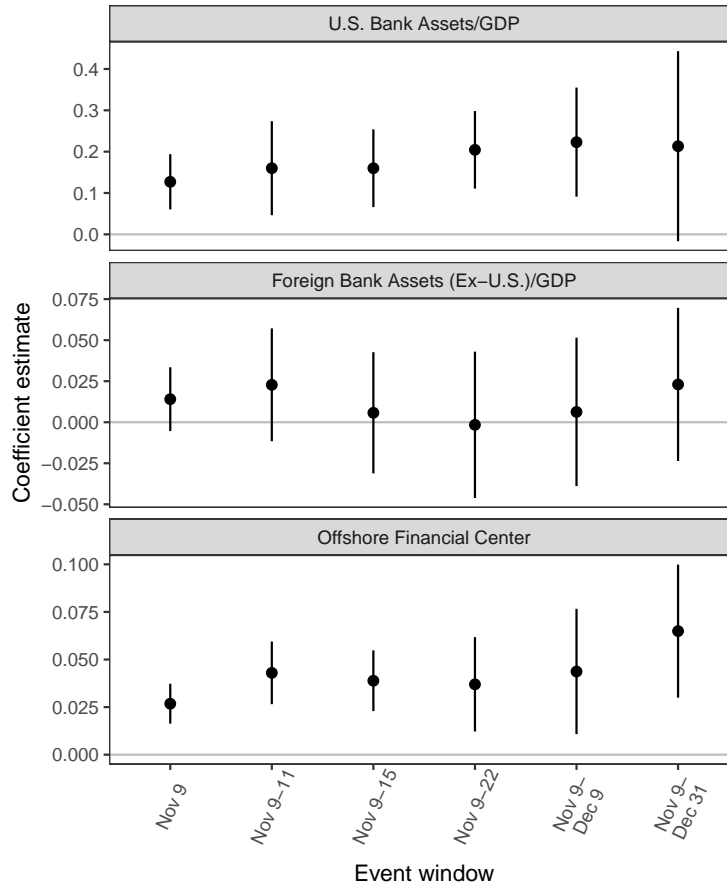 U.S. Bank Assets/GDP
0.4
0.3
0.2
0.1
0.0
Foreign Bank Assets (Ex−U.S.)/GDP
0.075
0.050
0.025
0.000
−0.025
−0.050
Offshore Financial Center
0.100
0.075
0.050
0.025
0.000
Coefficient estimate
Nov 9
Nov 9−11
Nov 9−15
Nov 9−22
Nov 9−
Dec 9
Nov 9−
Dec 31
Event window